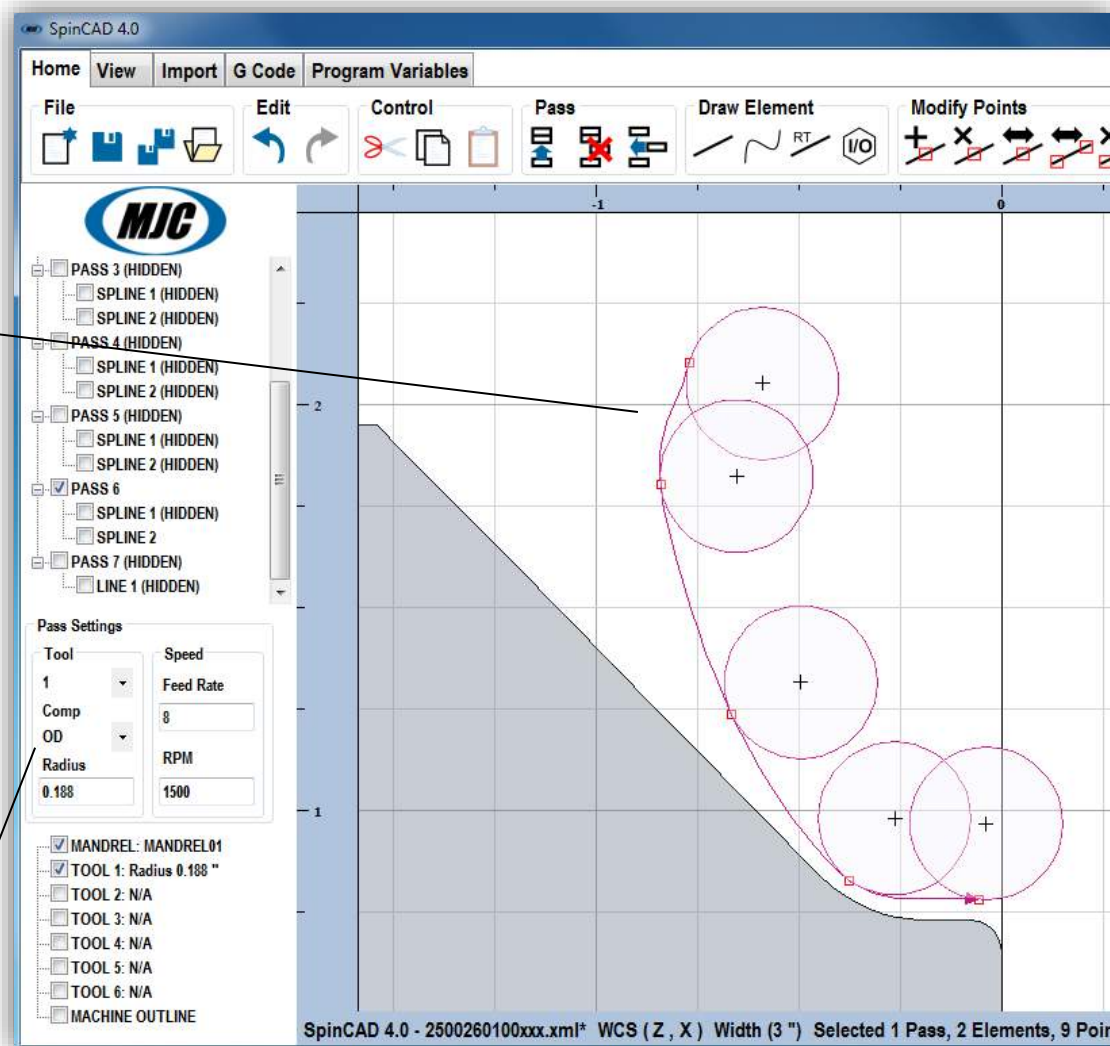 SpinCAD 4.0
Home View Import G Code Program Variables
File Edit Control Pass Draw Element Modify Points
RT I/O
MJC
-1 0
PASS 3 (HIDDEN)
SPLINE 1 (HIDDEN)
SPLINE 2 (HIDDEN)
PASS 4 (HIDDEN)
SPLINE 1 (HIDDEN)
SPLINE 2 (HIDDEN)
PASS 5 (HIDDEN)
SPLINE 1 (HIDDEN)
SPLINE 2 (HIDDEN)
PASS 6
SPLINE 1 (HIDDEN)
SPLINE 2
PASS 7 (HIDDEN)
LINE 1 (HIDDEN)
2
1
Pass Settings
Tool Speed
1 Feed Rate
Comp 8
OD
Radius RPM
0.188 1500
MANDREL: MANDREL01
TOOL 1: Radius 0.188 "
TOOL 2: N/A
TOOL 3: N/A
TOOL 4: N/A
TOOL 5: N/A
TOOL 6: N/A
MACHINE OUTLINE
SpinCAD 4.0 - 2500260100xxx.xml* WCS ( Z , X ) Width (3 ") Selected 1 Pass, 2 Elements, 9 Poin